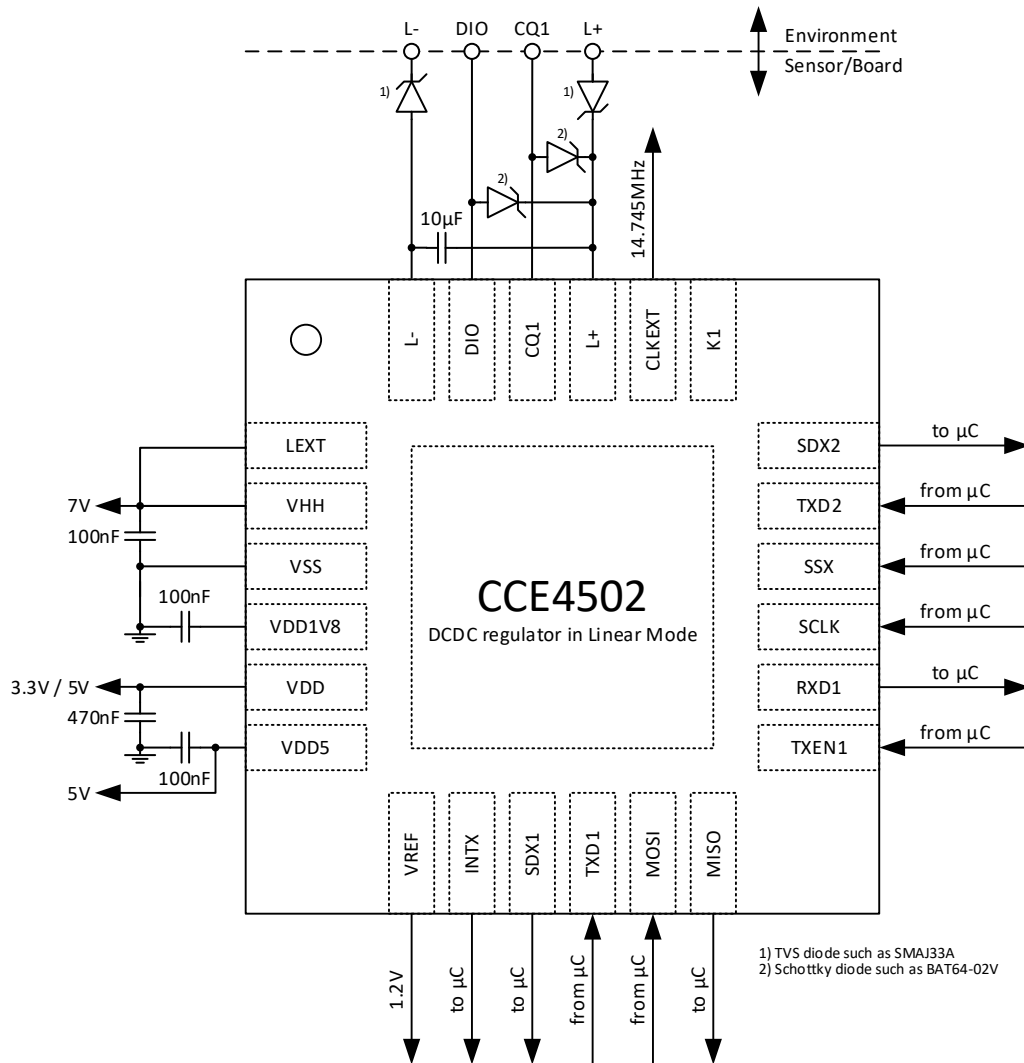 L-
DIO
CQ1
L+
Environment
Sensor/Board
1)
1)
2)
2)
10µF
14.745MHz
L-
DIO
CQ1
L+
CLKEXT
K1
LEXT
SDX2
to µC
7V
VHH
TXD2
from µC
100nF
VSS
SSX
from µC
100nF
VDD1V8
CCE4502
DCDC regulator in Linear Mode
SCLK
from µC
3.3V / 5V
VDD
RXD1
to µC
470nF
VDD5
TXEN1
from µC
100nF
5V
VREF
INTX
SDX1
TXD1
MOSI
MISO
1.2V
to µC
to µC
from µC
from µC
to µC
1) TVS diode such as SMAJ33A
2) Schottky diode such as BAT64-02V